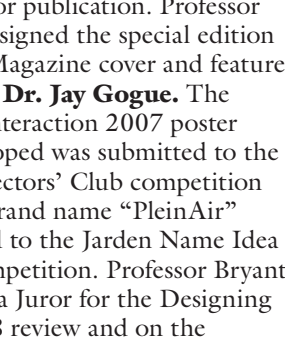 or publication. Professor
signed the special edition
Magazine cover and feature
Dr. Jay Gogue. The
nteraction 2007 poster
oped was submitted to the
ectors’ Club competition
rand name “PleinAir”
l to the Jarden Name Idea
mpetition. Professor Bryant
a Juror for the Designing
8 review and on the